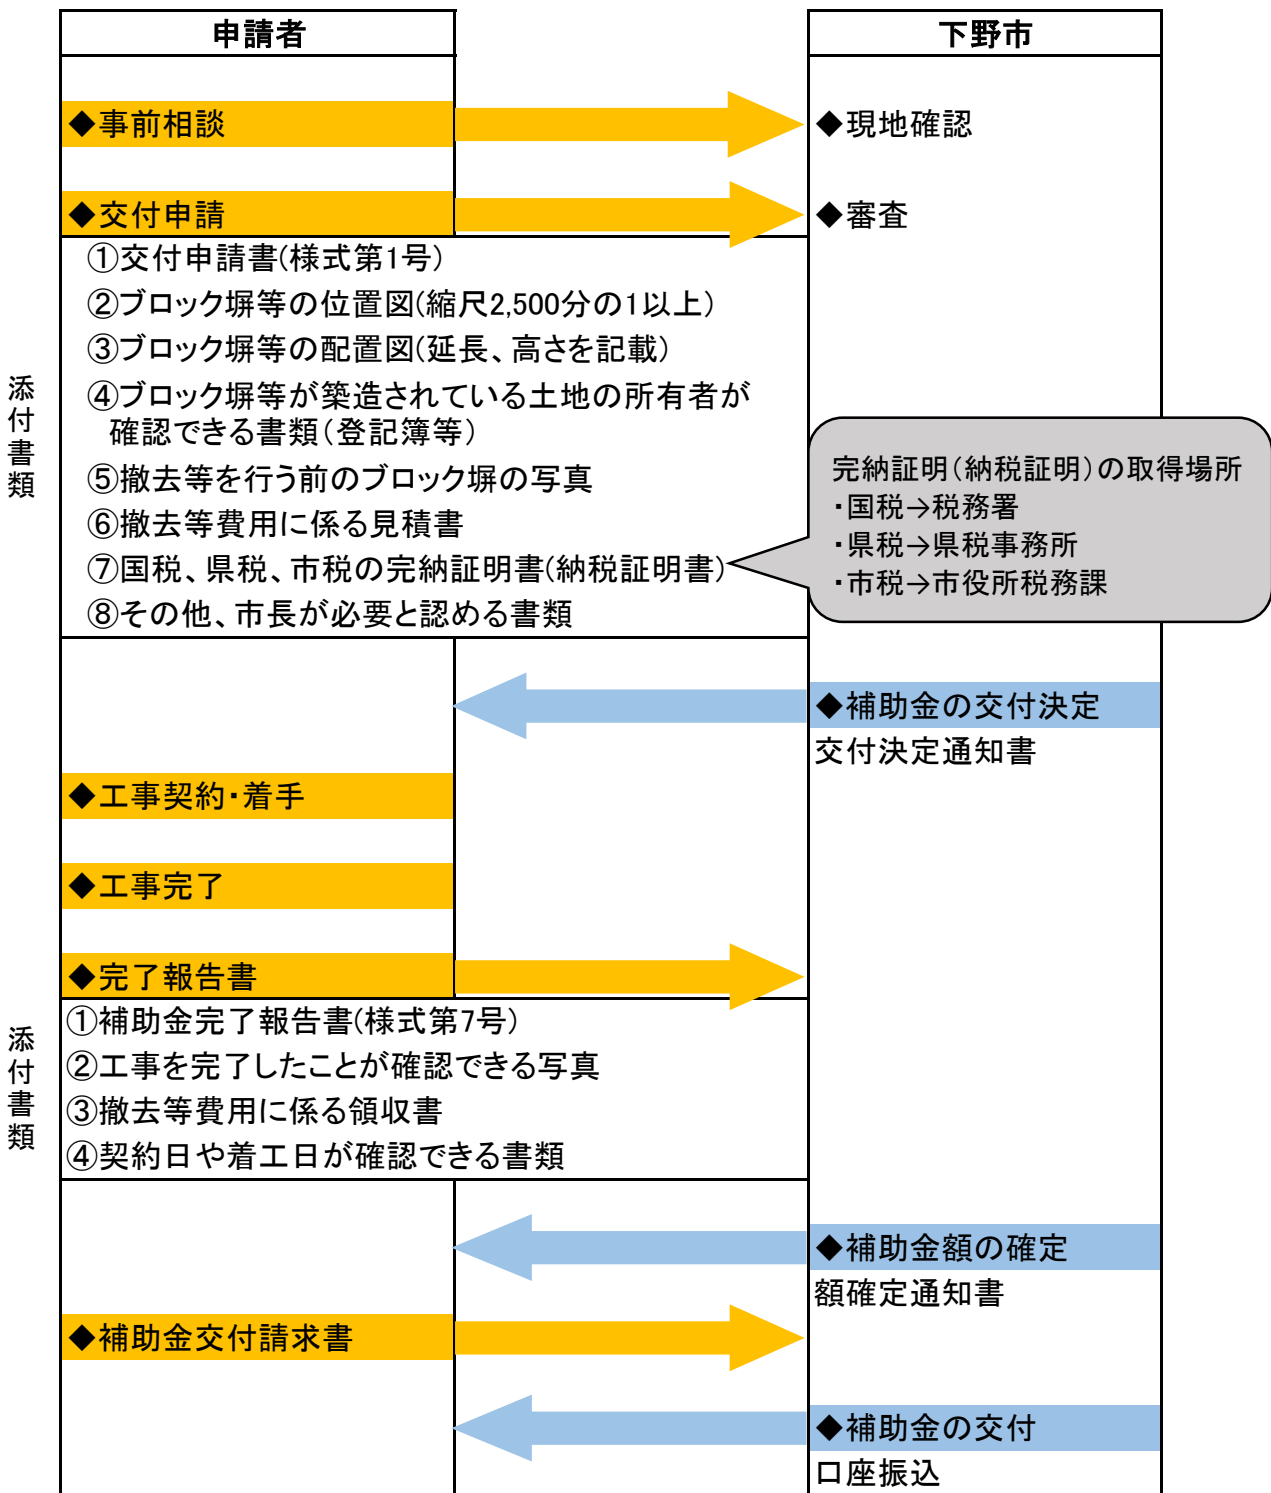 申請者
下野市
◆事前相談
◆現地確認
◆交付申請
◆審査
添付書類
①交付申請書(様式第1号)
②ブロック塀等の位置図(縮尺2,500分の1以上)
③ブロック塀等の配置図(延長、高さを記載)
④ブロック塀等が築造されている土地の所有者が
確認できる書類(登記簿等)
⑤撤去等を行う前のブロック塀の写真
⑥撤去等費用に係る見積書
⑦国税、県税、市税の完納証明書(納税証明書)
⑧その他、市長が必要と認める書類
完納証明(納税証明)の取得場所
・国税→税務署
・県税→県税事務所
・市税→市役所税務課
◆補助金の交付決定
交付決定通知書
◆工事契約・着手
◆工事完了
◆完了報告書
添付書類
①補助金完了報告書(様式第7号)
②工事を完了したことが確認できる写真
③撤去等費用に係る領収書
④契約日や着工日が確認できる書類
◆補助金額の確定
額確定通知書
◆補助金交付請求書
◆補助金の交付
口座振込